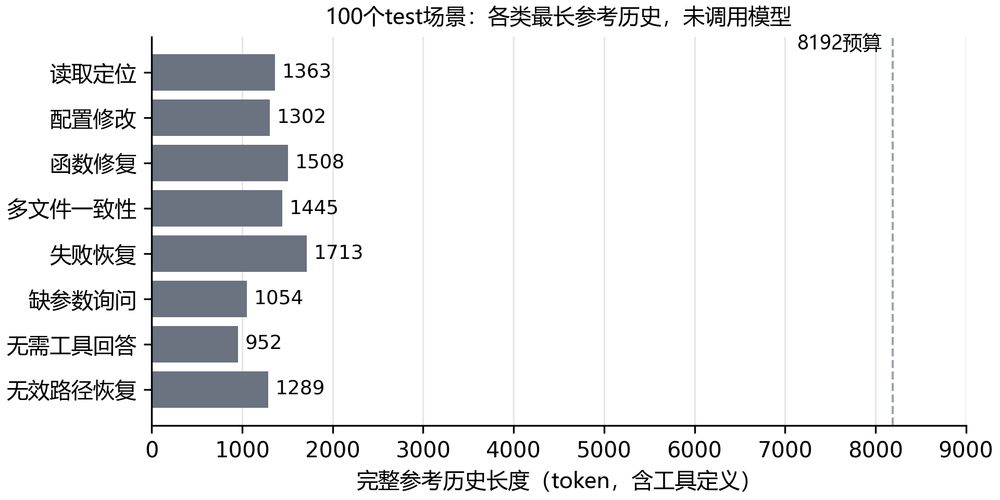 100个test场景：各类最长参考历史，未调用模型
8192预算
读取定位 1363
配置修改 1302
函数修复 1508
多文件一致性 1445
失败恢复 1713
缺参数询问 1054
无需工具回答 952
无效路径恢复 1289
0 1000 2000 3000 4000 5000 6000 7000 8000 9000
完整参考历史长度（token，含工具定义）